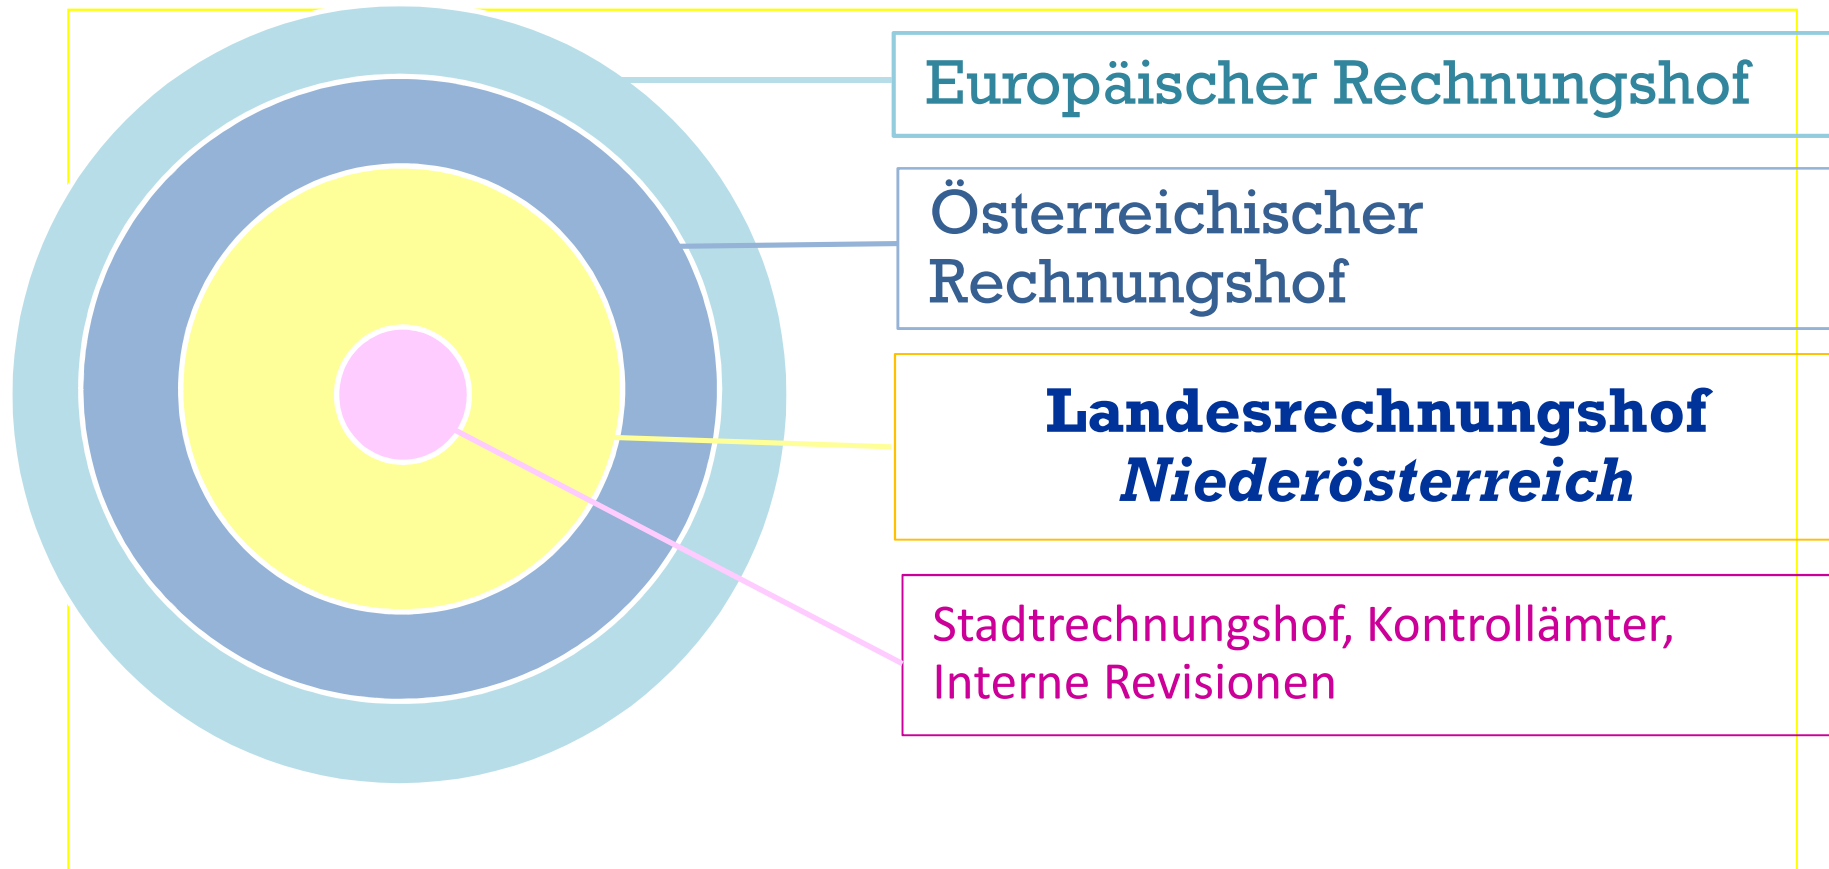 Europäischer Rechnungshof
Österreichischer
Rechnungshof
Landesrechnungshof
Niederösterreich
Stadtrechnungshof, Kontrollämter,
Interne Revisionen